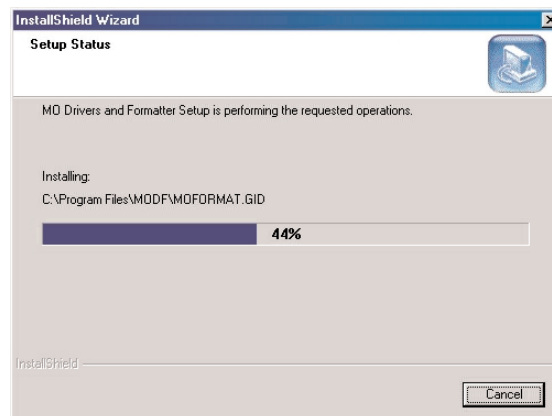 InstallShield Wizard
Setup Status
MO Drivers and Formatter Setup is performing the requested operations.
Installing:
C:\Program Files\MODF\MOFORMAT.GID
44%
InstallShield
Cancel